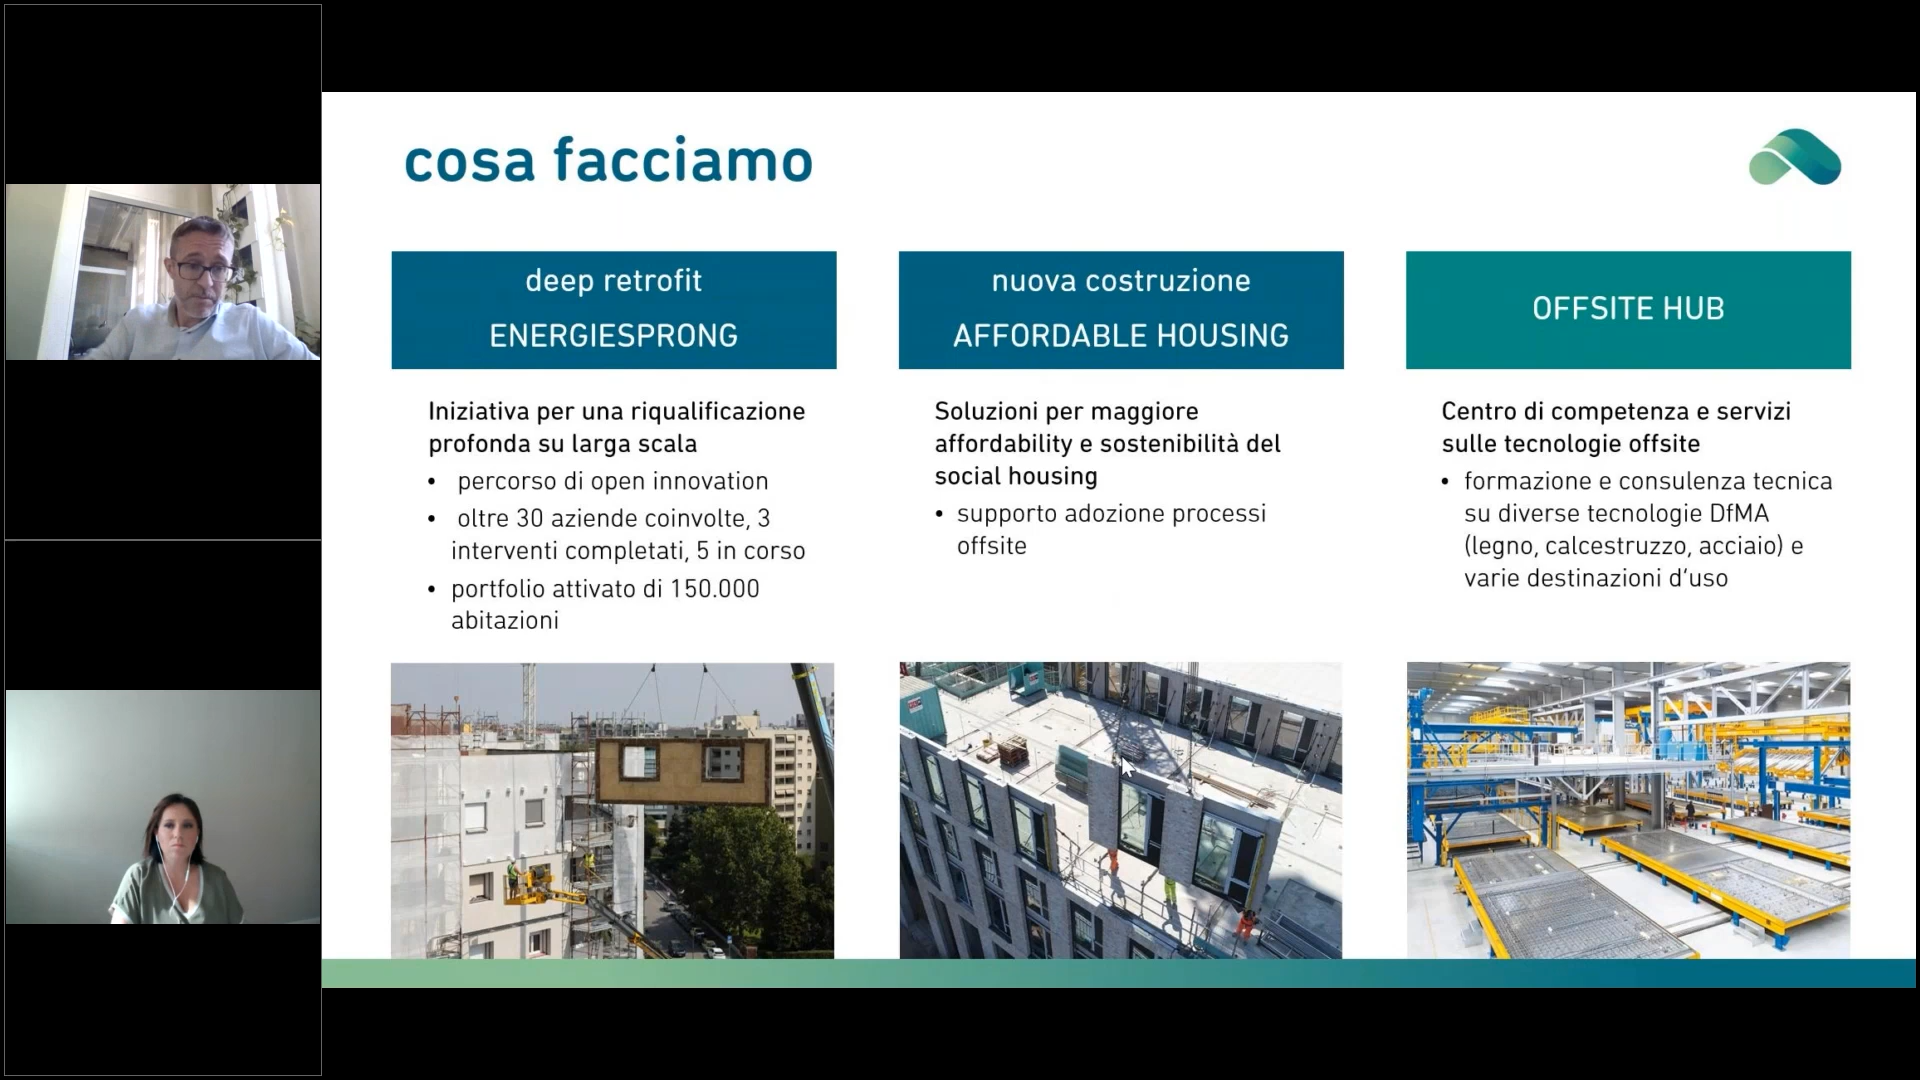 cosa facciamo
deep retrofit
ENERGIESPRONG
Iniziativa per una riqualificazione
profonda su larga scala
• percorso di open innovation
• oltre 30 aziende coinvolte, 3
interventi completati, 5 in corso
• portfolio attivato di 150.000
abitazioni
nuova costruzione
AFFORDABLE HOUSING
Soluzioni per maggiore
affordability e sostenibilità del
social housing
• supporto adozione processi
offsite
OFFSITE HUB
Centro di competenza e servizi
sulle tecnologie offsite
• formazione e consulenza tecnica
su diverse tecnologie DfMA
(legno, calcestruzzo, acciaio) e
varie destinazioni d’uso